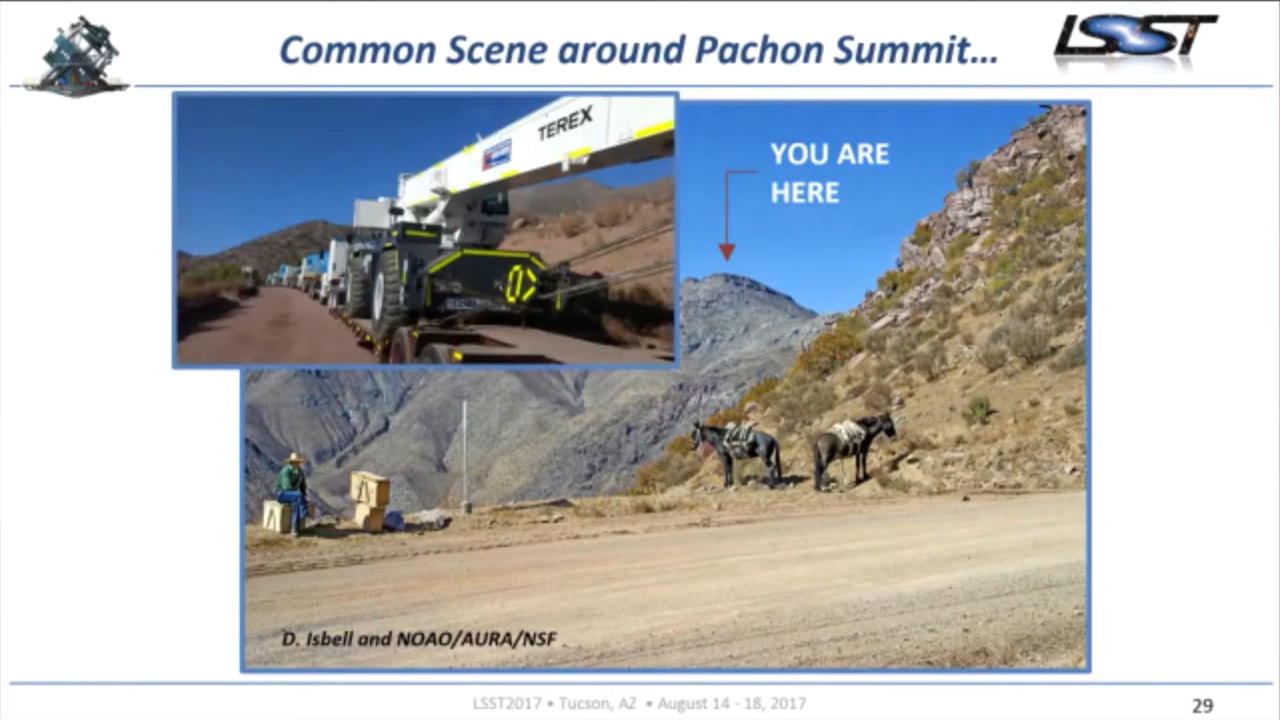 Common Scene around Pachon Summit...
LSST
TEREX
YOU ARE
HERE
D. Isbell and NOAO/AURA/NSF
LSST2017 • Tucson, AZ • August 14 - 18, 2017
29